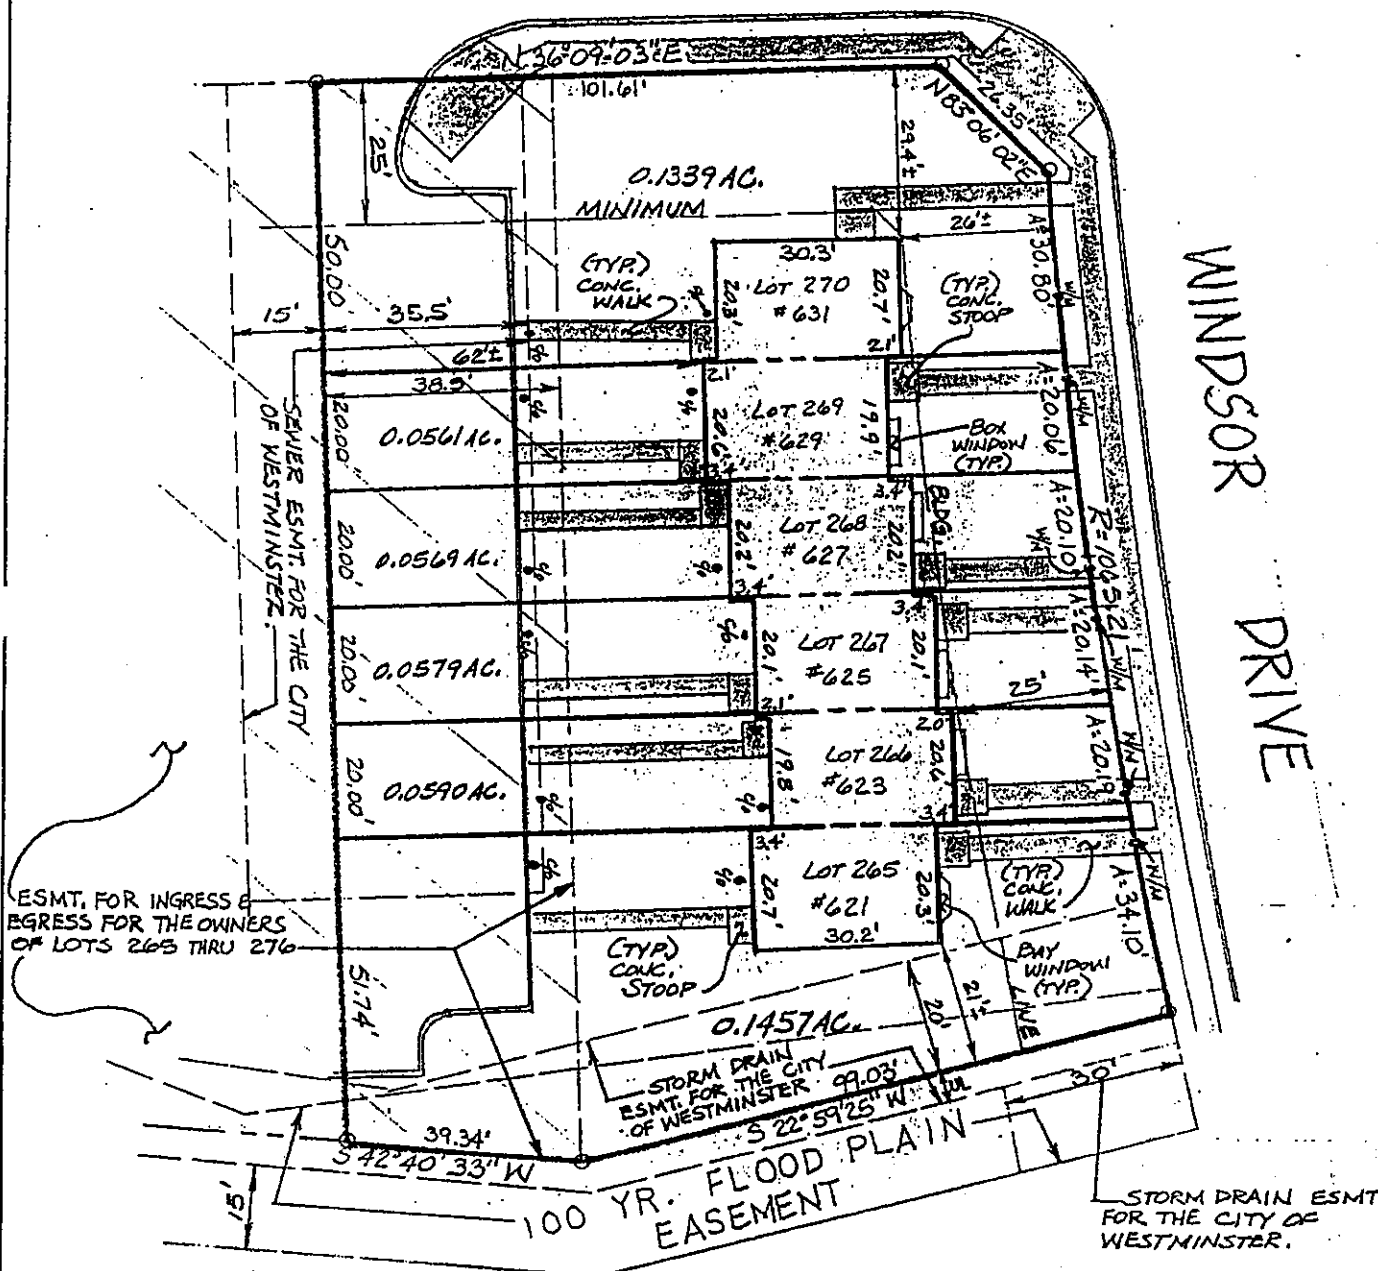 N 36°09'03"E
101.61'
26.35'
N83°06'02"E
25'
29.4'±
0.1339 AC.
MINIMUM
26'±
A=30.80'
50.00'
(TYP.)
CONC.
WALK
30.3'
20.3'
LOT 270
#631
20.7'
(TYP.)
CONC.
STOOP
W/M
15'
35.5'
62'±
38.5'
c/o
2.1'
2.1'
20.00'
0.0561 AC.
20.6'
LOT 269
#629
19.9'
BOX
WINDOW
(TYP.)
A=20.06'
W/M
SEWER ESMT. FOR THE CITY
OF WESTMINSTER.
20.00'
0.0569 AC.
20.2'
LOT 268
#627
20.2'
3.4'
BLDG.
A=20.10'
W/M
R=1065.21'
3.4'
3.4'
20.00'
0.0579 AC.
20.1'
LOT 267
#625
20.1'
25'
A=20.14'
W/M
2.1'
2.0'
20.00'
0.0590 AC.
19.8'
LOT 266
#623
20.6'
A=20.19'
W/M
3.4'
3.4'
20.7'
LOT 265
#621
20.3'
30.2'
(TYP.)
CONC.
WALK
A=34.10'
W/M
ESMT. FOR INGRESS &
EGRESS FOR THE OWNERS
OF LOTS 265 THRU 276
51.74'
(TYP.)
CONC.
STOOP
BAY
WINDOW
(TYP.)
LINE
20'
21'±
0.1457 AC.
STORM DRAIN
ESMT. FOR THE CITY
OF WESTMINSTER
99.03'
S 22°59'25" W
30'
39.34'
S 42°40'33" W
15'
100 YR. FLOOD PLAIN
EASEMENT
STORM DRAIN ESMT
FOR THE CITY OF
WESTMINSTER.
WINDSOR DRIVE